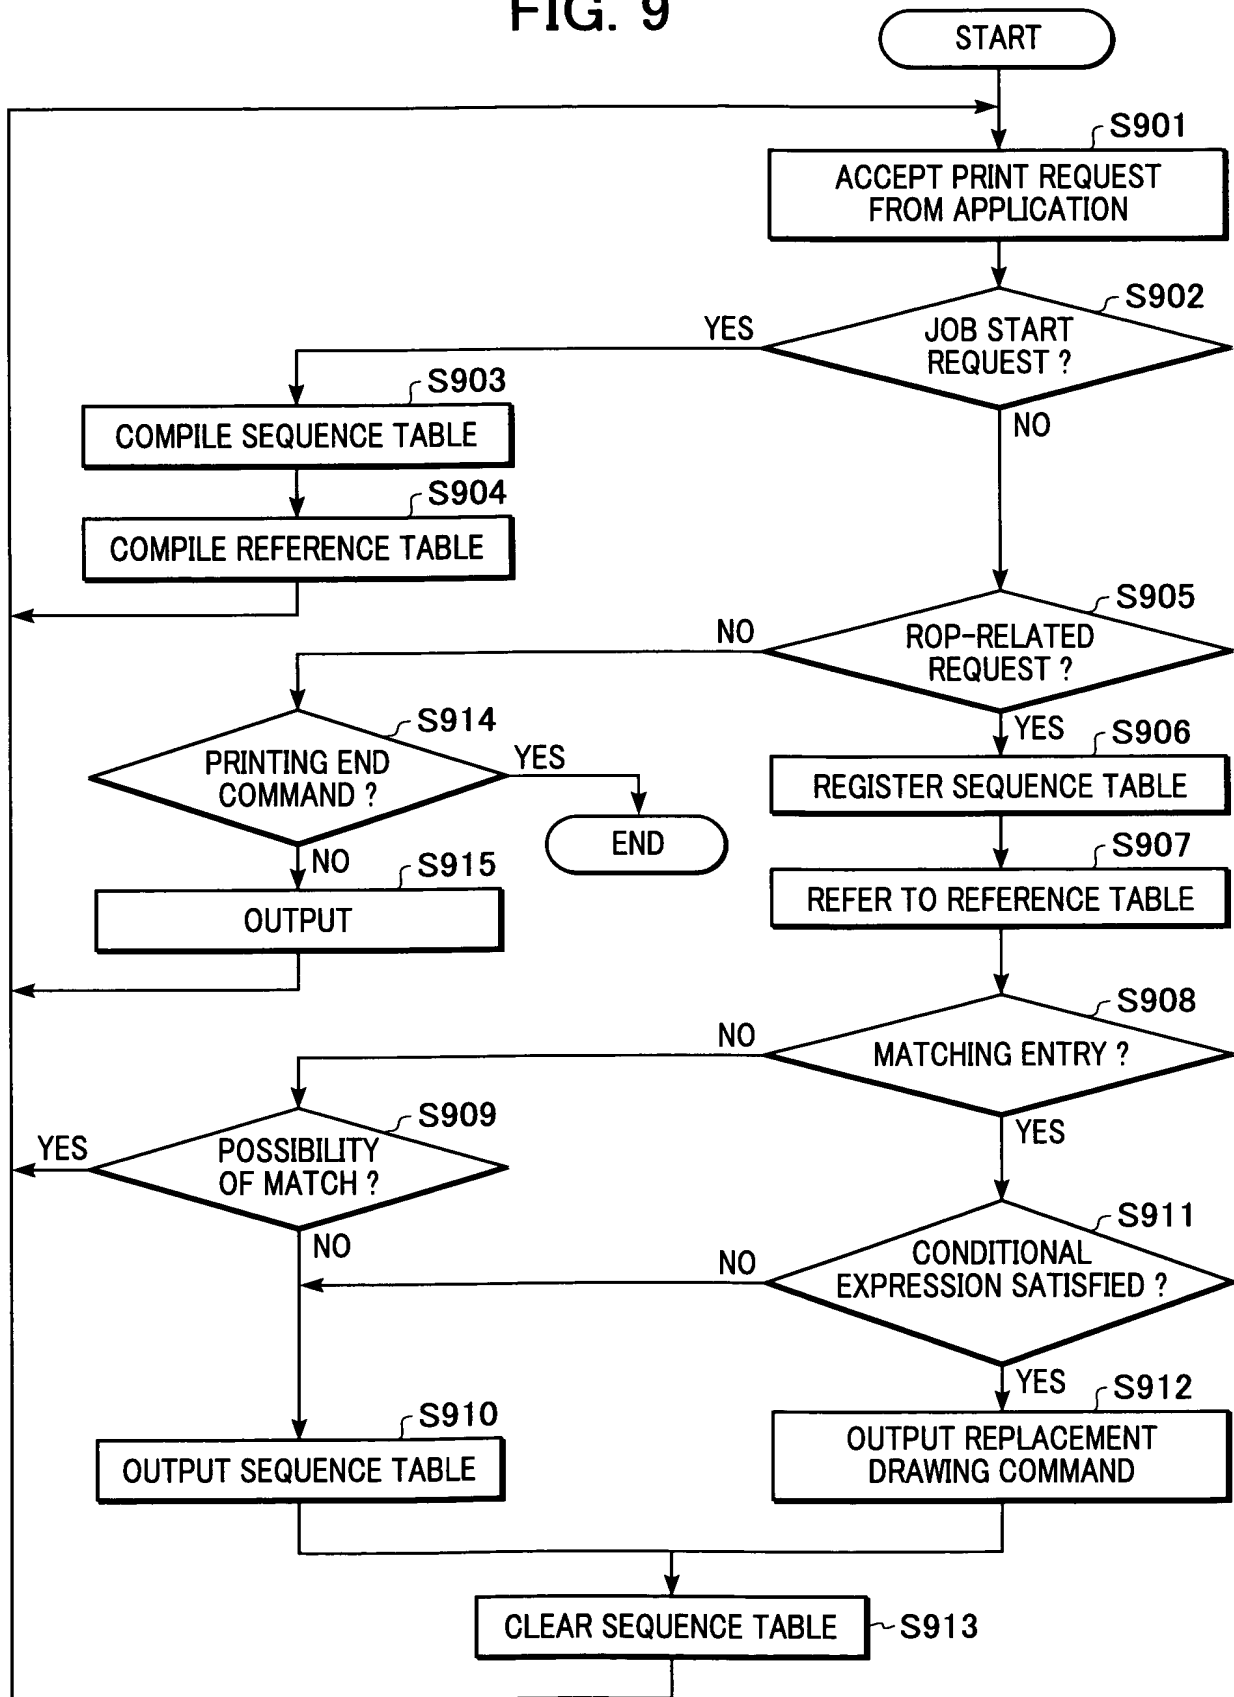 FIG. 9
START
S901
ACCEPT PRINT REQUEST
FROM APPLICATION
S902
JOB START
REQUEST ?
YES
NO
S903
COMPILE SEQUENCE TABLE
S904
COMPILE REFERENCE TABLE
S905
ROP-RELATED
REQUEST ?
NO
YES
S914
PRINTING END
COMMAND ?
YES
END
NO
S915
OUTPUT
S906
REGISTER SEQUENCE TABLE
S907
REFER TO REFERENCE TABLE
S908
MATCHING ENTRY ?
NO
YES
S909
POSSIBILITY
OF MATCH ?
YES
NO
S911
CONDITIONAL
EXPRESSION SATISFIED ?
NO
YES
S910
OUTPUT SEQUENCE TABLE
S912
OUTPUT REPLACEMENT
DRAWING COMMAND
CLEAR SEQUENCE TABLE
S913